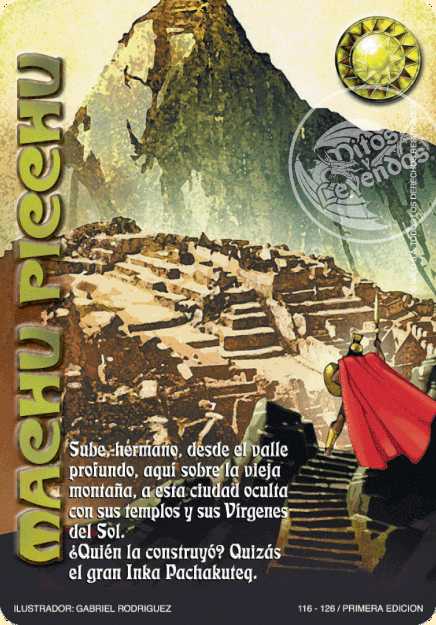 MACHU PICCHU
Mitos y
Leyendas
Sube, hermano, desde el valle
profundo, aquí sobre la vieja
montaña, a esta ciudad oculta
con sus templos y sus Vírgenes
del Sol.
¿Quién la construyó? Quizás
el gran Inka Pachakuteq.
ILUSTRADOR: GABRIEL RODRIGUEZ
116 - 126 / PRIMERA EDICION